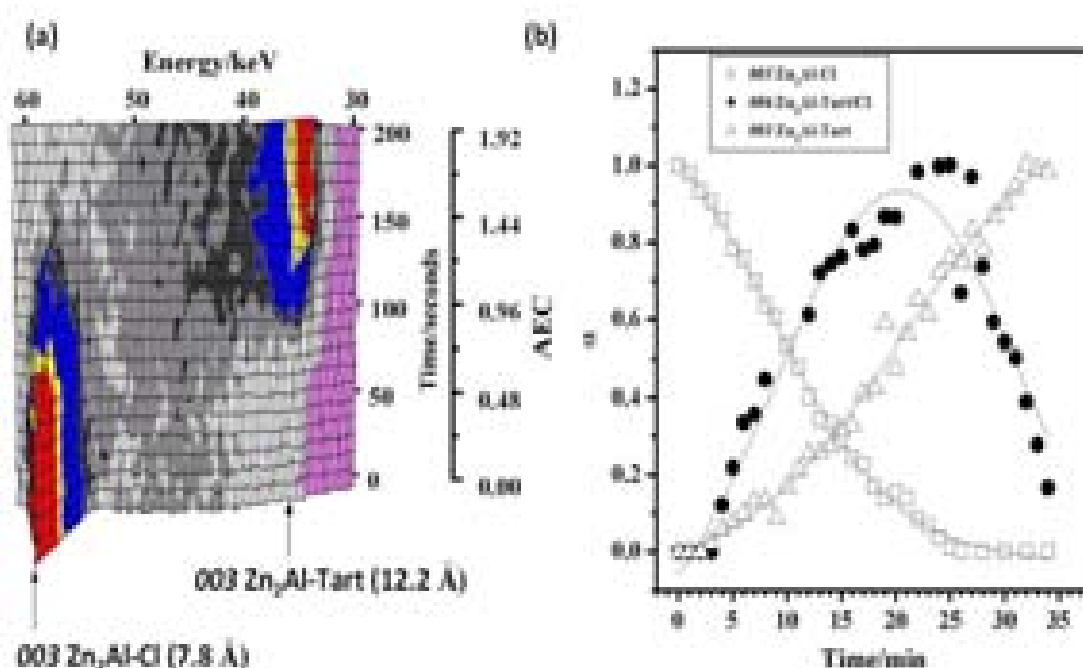 (a)
Energy/keV
60 50 40 30
200
150
100
50
0
Time/seconds
1.92
1.44
0.96
0.48
0.00
AEC
003 Zn₂Al-Tart (12.2 Å)
003 Zn₂Al-Cl (7.8 Å)
(b)
1.2
1.0
0.8
0.6
0.4
0.2
0.0
α
0 5 10 15 20 25 30 35
Time/min